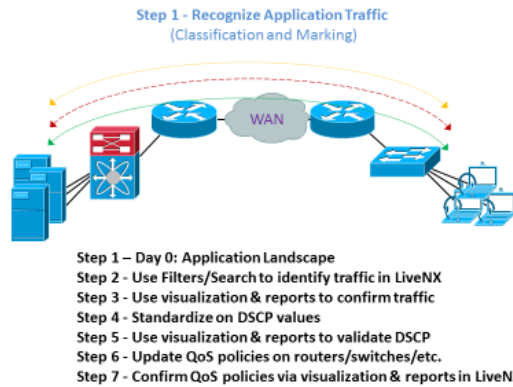 Step 1 - Recognize Application Traffic
(Classification and Marking)
WAN
Step 1 – Day 0: Application Landscape
Step 2 - Use Filters/Search to identify traffic in LiveNX
Step 3 - Use visualization & reports to confirm traffic
Step 4 - Standardize on DSCP values
Step 5 - Use visualization & reports to validate DSCP
Step 6 - Update QoS policies on routers/switches/etc.
Step 7 - Confirm QoS policies via visualization & reports in LiveN